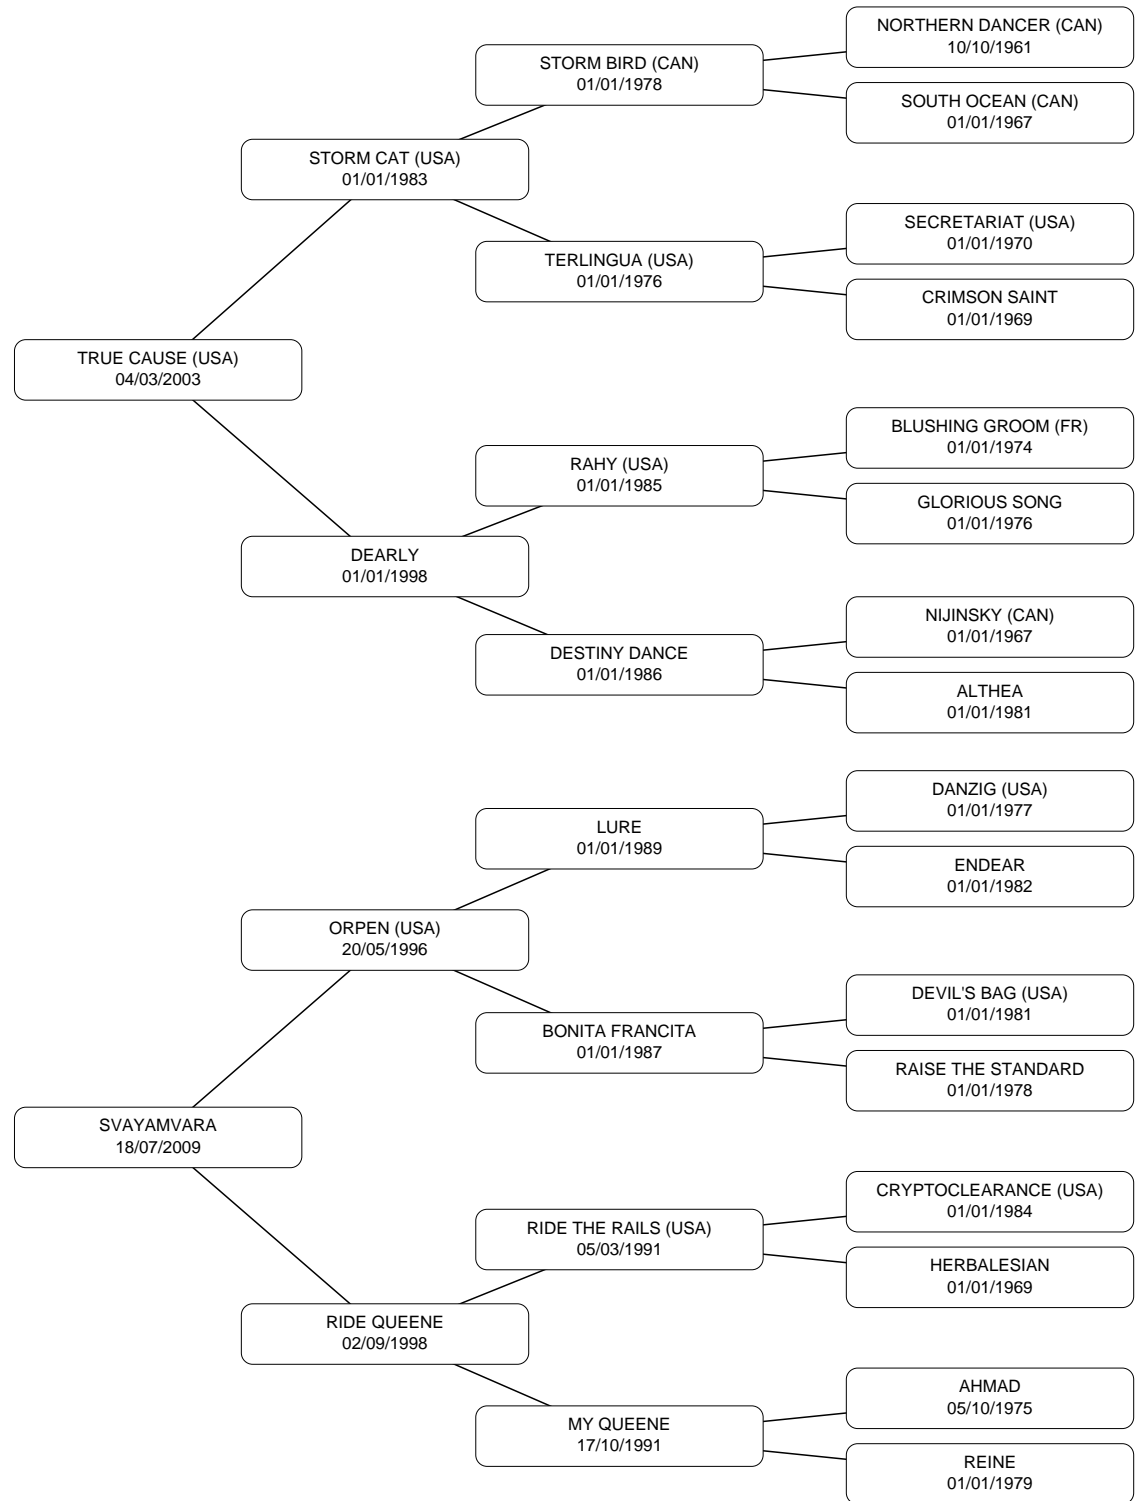 NORTHERN DANCER (CAN)
10/10/1961
STORM BIRD (CAN)
01/01/1978
SOUTH OCEAN (CAN)
01/01/1967
STORM CAT (USA)
01/01/1983
SECRETARIAT (USA)
01/01/1970
TERLINGUA (USA)
01/01/1976
CRIMSON SAINT
01/01/1969
TRUE CAUSE (USA)
04/03/2003
BLUSHING GROOM (FR)
01/01/1974
RAHY (USA)
01/01/1985
GLORIOUS SONG
01/01/1976
DEARLY
01/01/1998
NIJINSKY (CAN)
01/01/1967
DESTINY DANCE
01/01/1986
ALTHEA
01/01/1981
DANZIG (USA)
01/01/1977
LURE
01/01/1989
ENDEAR
01/01/1982
ORPEN (USA)
20/05/1996
DEVIL'S BAG (USA)
01/01/1981
BONITA FRANCITA
01/01/1987
RAISE THE STANDARD
01/01/1978
SVAYAMVARA
18/07/2009
CRYPTOCLEARANCE (USA)
01/01/1984
RIDE THE RAILS (USA)
05/03/1991
HERBALESIAN
01/01/1969
RIDE QUEENE
02/09/1998
AHMAD
05/10/1975
MY QUEENE
17/10/1991
REINE
01/01/1979